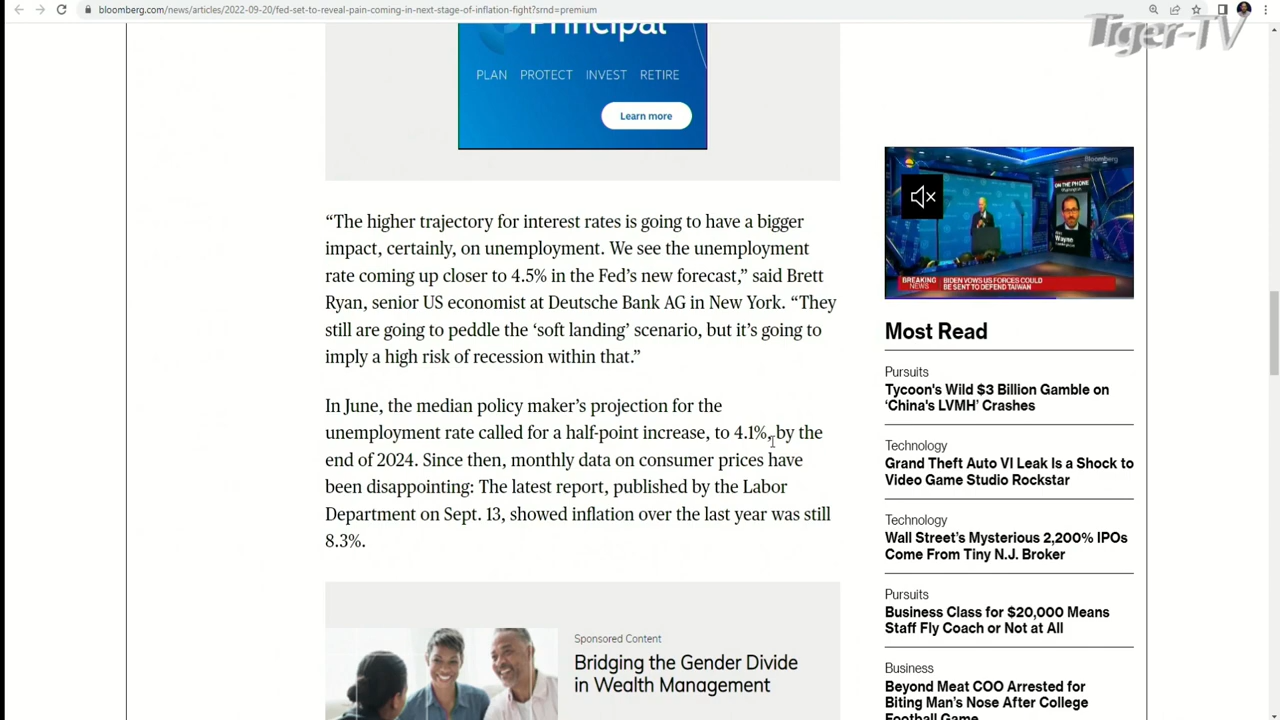 bloomberg.com/news/articles/2022-09-20/fed-set-to-reveal-pain-coming-in-next-stage-of-inflation-fight?srnd=premium
Tiger-TV
Principal
PLAN PROTECT INVEST RETIRE
Learn more
“The higher trajectory for interest rates is going to have a bigger
impact, certainly, on unemployment. We see the unemployment
rate coming up closer to 4.5% in the Fed’s new forecast,” said Brett
Ryan, senior US economist at Deutsche Bank AG in New York. “They
still are going to peddle the ‘soft landing’ scenario, but it’s going to
imply a high risk of recession within that.”
In June, the median policy maker’s projection for the
unemployment rate called for a half-point increase, to 4.1%, by the
end of 2024. Since then, monthly data on consumer prices have
been disappointing: The latest report, published by the Labor
Department on Sept. 13, showed inflation over the last year was still
8.3%.
Sponsored Content
Bridging the Gender Divide
in Wealth Management
Bloomberg
ON THE PHONE
Wayne
BREAKING
NEWS
BIDEN VOWS US FORCES COULD
BE SENT TO DEFEND TAIWAN
Most Read
Pursuits
Tycoon's Wild $3 Billion Gamble on
‘China's LVMH’ Crashes
Technology
Grand Theft Auto VI Leak Is a Shock to
Video Game Studio Rockstar
Technology
Wall Street’s Mysterious 2,200% IPOs
Come From Tiny N.J. Broker
Pursuits
Business Class for $20,000 Means
Staff Fly Coach or Not at All
Business
Beyond Meat COO Arrested for
Biting Man’s Nose After College
Football Game